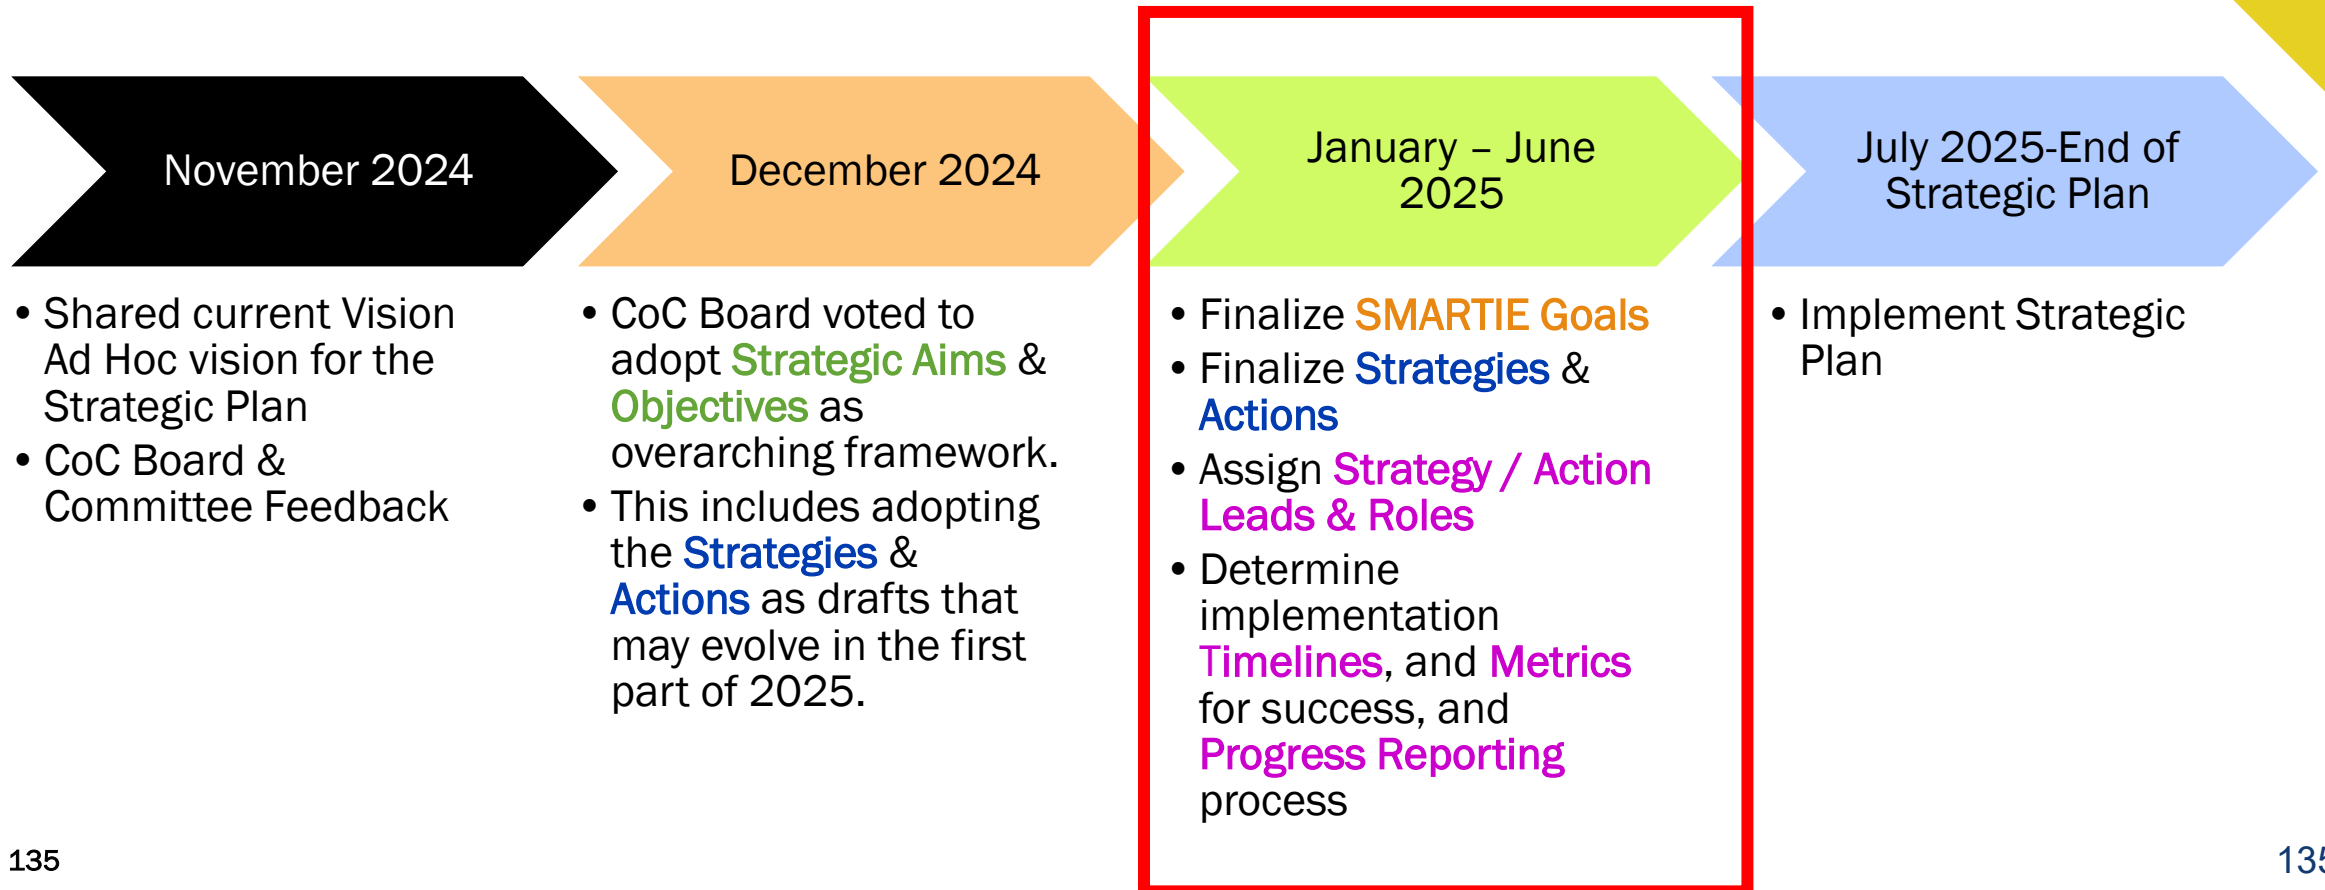 November 2024
December 2024
January – June
2025
July 2025-End of
Strategic Plan
• Shared current Vision
Ad Hoc vision for the
Strategic Plan
• CoC Board &
Committee Feedback
• CoC Board voted to
adopt Strategic Aims &
Objectives as
overarching framework.
• This includes adopting
the Strategies &
Actions as drafts that
may evolve in the first
part of 2025.
• Finalize SMARTIE Goals
• Finalize Strategies &
Actions
• Assign Strategy / Action
Leads & Roles
• Determine
implementation
Timelines, and Metrics
for success, and
Progress Reporting
process
• Implement Strategic
Plan
135
135